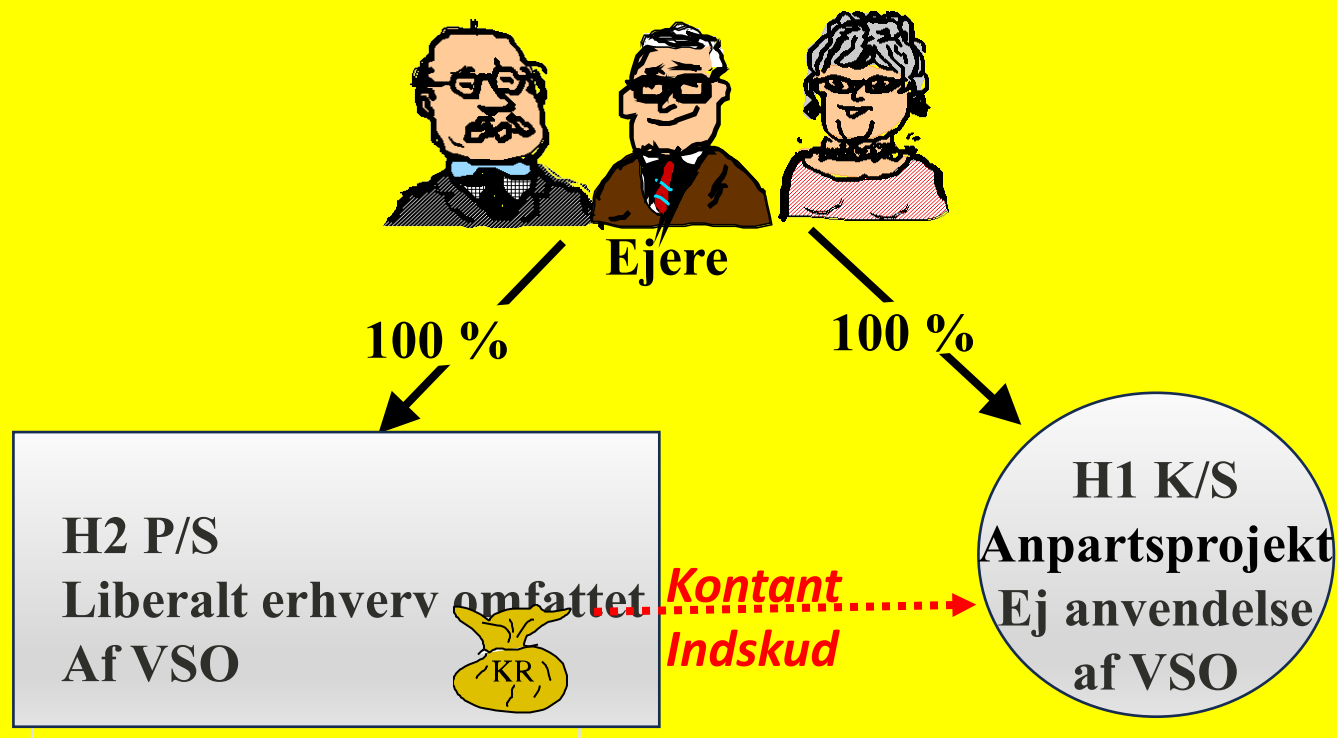 Ejere
100 %
100 %
H2 P/S
Liberalt erhverv omfattet
Af VSO
KR
Kontant
Indskud
H1 K/S
Anpartsprojekt
Ej anvendelse
af VSO